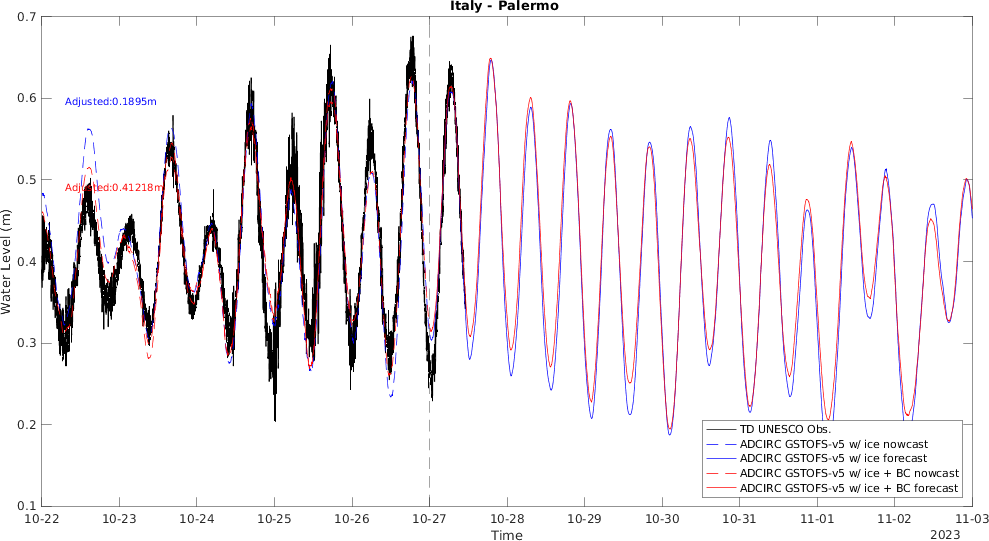 Italy - Palermo
Water Level (m)
0.7
0.6
0.5
0.4
0.3
0.2
0.1
Adjusted:0.1895m
Adjusted:0.41218m
TD UNESCO Obs.
ADCIRC GSTOFS-v5 w/ ice nowcast
ADCIRC GSTOFS-v5 w/ ice forecast
ADCIRC GSTOFS-v5 w/ ice + BC nowcast
ADCIRC GSTOFS-v5 w/ ice + BC forecast
10-22 10-23 10-24 10-25 10-26 10-27 10-28 10-29 10-30 10-31 11-01 11-02 11-03
Time
2023